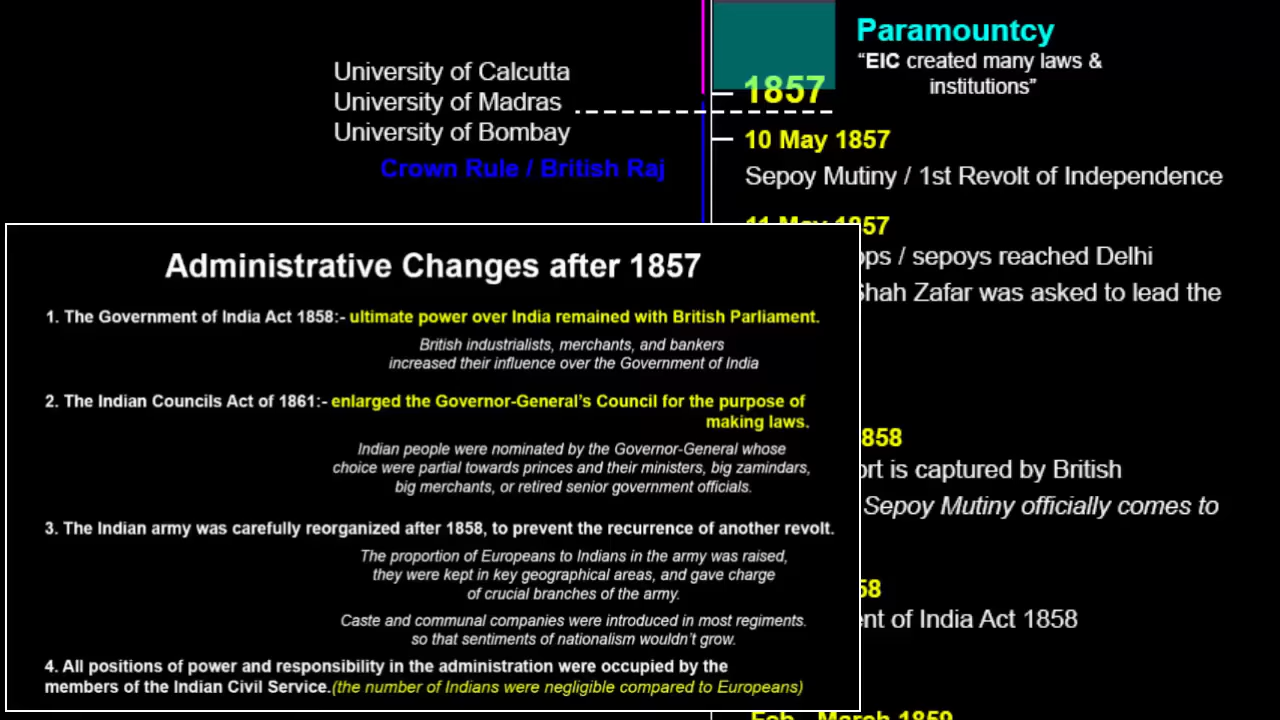 Paramountcy
“EIC created many laws &
institutions”
University of Calcutta
University of Madras
University of Bombay
1857
10 May 1857
Crown Rule / British Raj
Sepoy Mutiny / 1st Revolt of Independence
11 May 1857
/ sepoys reached Delhi
Shah Zafar was asked to lead the
858
is captured by British
Sepoy Mutiny officially comes to
58
of India Act 1858
Feb - March 1859
Administrative Changes after 1857
1. The Government of India Act 1858:- ultimate power over India remained with British Parliament.
British industrialists, merchants, and bankers
increased their influence over the Government of India
2. The Indian Councils Act of 1861:- enlarged the Governor-General’s Council for the purpose of
making laws.
Indian people were nominated by the Governor-General whose
choice were partial towards princes and their ministers, big zamindars,
big merchants, or retired senior government officials.
3. The Indian army was carefully reorganized after 1858, to prevent the recurrence of another revolt.
The proportion of Europeans to Indians in the army was raised,
they were kept in key geographical areas, and gave charge
of crucial branches of the army.
Caste and communal companies were introduced in most regiments.
so that sentiments of nationalism wouldn’t grow.
4. All positions of power and responsibility in the administration were occupied by the
members of the Indian Civil Service.(the number of Indians were negligible compared to Europeans)